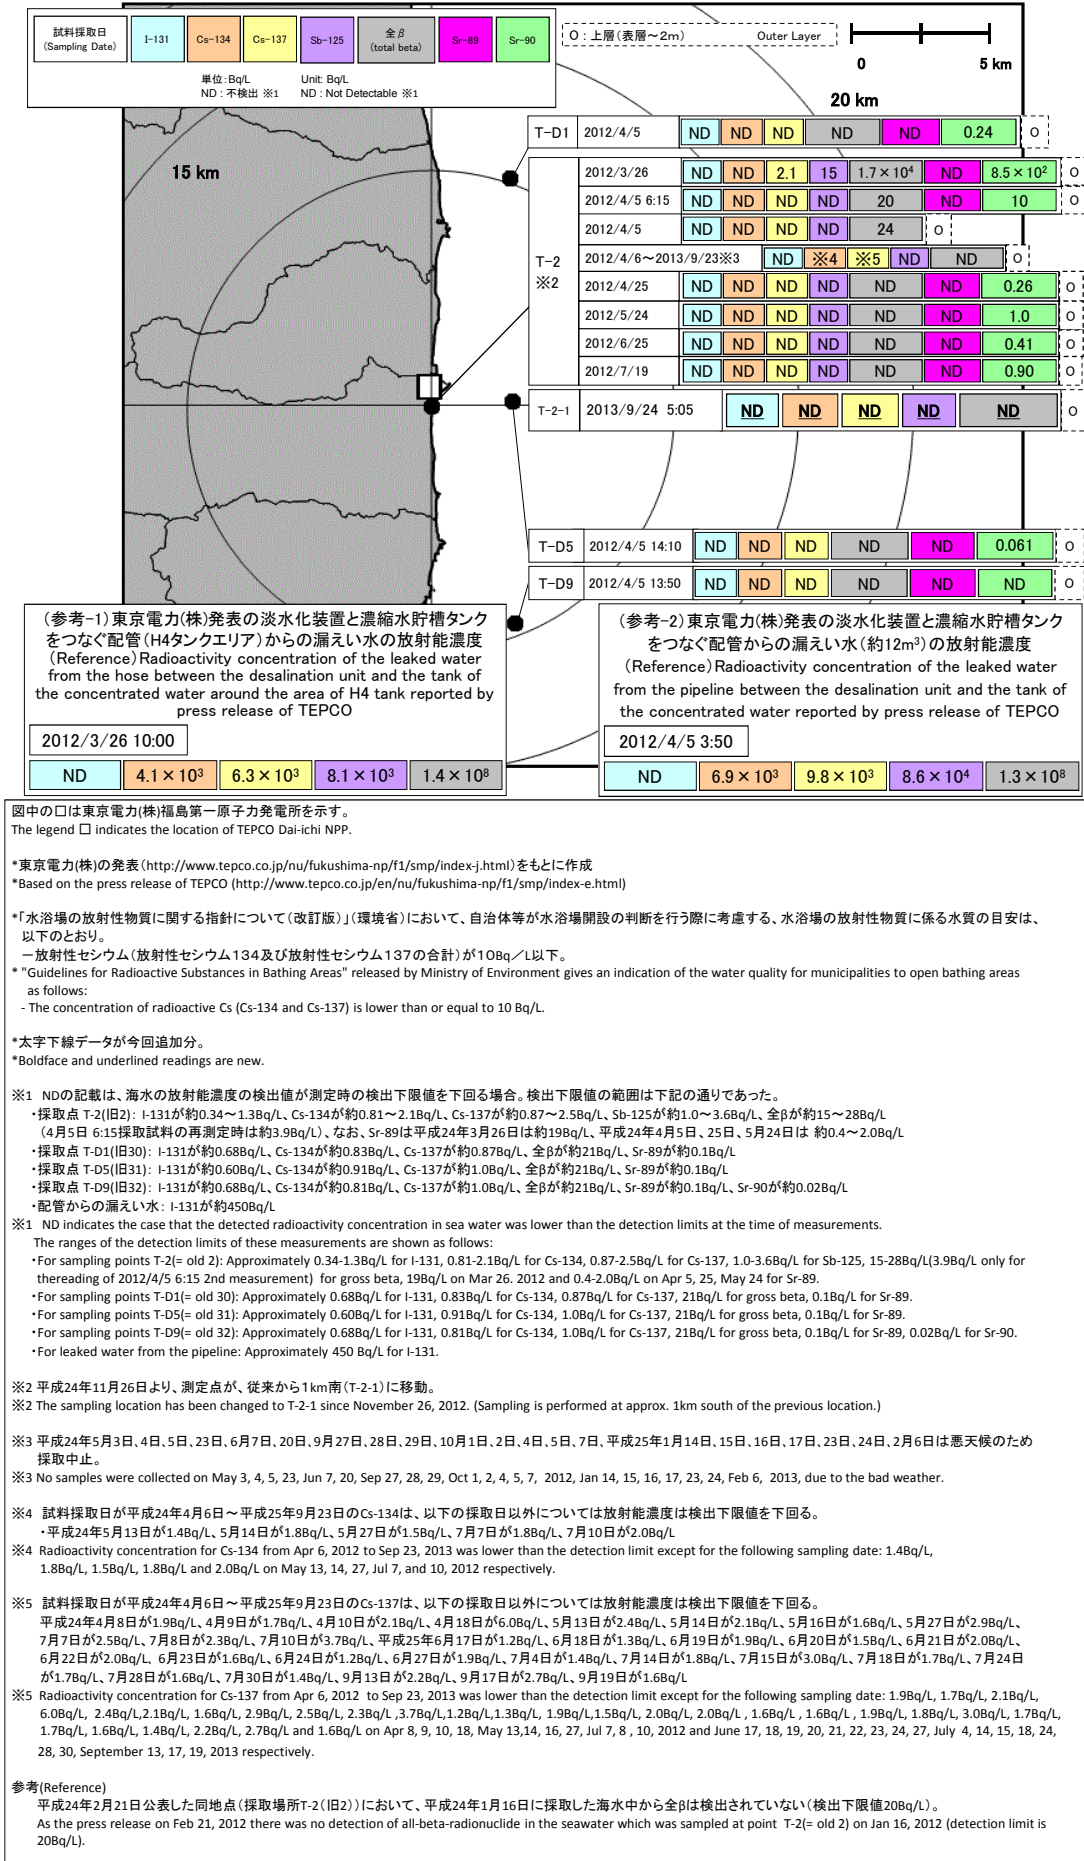 試料採取日
(Sampling Date)
I-131
Cs-134
Cs-137
Sb-125
全β
(total beta)
Sr-89
Sr-90
O : 上層(表層～2m) Outer Layer
0 5 km
単位:Bq/L Unit: Bq/L
ND : 不検出 ※1 ND : Not Detectable ※1
20 km
15 km
T-D1 2012/4/5 ND ND ND ND ND 0.24 O
T-2
※2
2012/3/26 ND ND 2.1 15 1.7×10⁴ ND 8.5×10² O
2012/4/5 6:15 ND ND ND ND 20 ND 10 O
2012/4/5 ND ND ND ND 24 O
2012/4/6～2013/9/23※3 ND ※4 ※5 ND ND O
2012/4/25 ND ND ND ND ND ND 0.26 O
2012/5/24 ND ND ND ND ND ND 1.0 O
2012/6/25 ND ND ND ND ND ND 0.41 O
2012/7/19 ND ND ND ND ND ND 0.90 O
T-2-1 2013/9/24 5:05 ND ND ND ND ND O
T-D5 2012/4/5 14:10 ND ND ND ND ND 0.061 O
T-D9 2012/4/5 13:50 ND ND ND ND ND ND O
(参考-1)東京電力(株)発表の淡水化装置と濃縮水貯槽タンク
をつなぐ配管(H4タンクエリア)からの漏えい水の放射能濃度
(Reference)Radioactivity concentration of the leaked water
from the hose between the desalination unit and the tank of
the concentrated water around the area of H4 tank reported by
press release of TEPCO
2012/3/26 10:00
ND 4.1×10³ 6.3×10³ 8.1×10³ 1.4×10⁸
(参考-2)東京電力(株)発表の淡水化装置と濃縮水貯槽タンク
をつなぐ配管からの漏えい水(約12m³)の放射能濃度
(Reference)Radioactivity concentration of the leaked water
from the pipeline between the desalination unit and the tank of
the concentrated water reported by press release of TEPCO
2012/4/5 3:50
ND 6.9×10³ 9.8×10³ 8.6×10⁴ 1.3×10⁸
図中の□は東京電力(株)福島第一原子力発電所を示す。
The legend □ indicates the location of TEPCO Dai-ichi NPP.
*東京電力(株)の発表(http://www.tepco.co.jp/nu/fukushima-np/f1/smp/index-j.html)をもとに作成
*Based on the press release of TEPCO (http://www.tepco.co.jp/en/nu/fukushima-np/f1/smp/index-e.html)
*「水浴場の放射性物質に関する指針について(改訂版)」(環境省)において、自治体等が水浴場開設の判断を行う際に考慮する、水浴場の放射性物質に係る水質の目安は、
以下のとおり。
－放射性セシウム(放射性セシウム134及び放射性セシウム137の合計)が10Bq／L以下。
* "Guidelines for Radioactive Substances in Bathing Areas" released by Ministry of Environment gives an indication of the water quality for municipalities to open bathing areas
as follows:
- The concentration of radioactive Cs (Cs-134 and Cs-137) is lower than or equal to 10 Bq/L.
*太字下線データが今回追加分。
*Boldface and underlined readings are new.
※1 NDの記載は、海水の放射能濃度の検出値が測定時の検出下限値を下回る場合。検出下限値の範囲は下記の通りであった。
・採取点 T-2(旧2): I-131が約0.34～1.3Bq/L、Cs-134が約0.81～2.1Bq/L、Cs-137が約0.87～2.5Bq/L、Sb-125が約1.0～3.6Bq/L、全βが約15～28Bq/L
(4月5日 6:15採取試料の再測定時は約3.9Bq/L)、なお、Sr-89は平成24年3月26日は約19Bq/L、平成24年4月5日、25日、5月24日は 約0.4～2.0Bq/L
・採取点 T-D1(旧30): I-131が約0.68Bq/L、Cs-134が約0.83Bq/L、Cs-137が約0.87Bq/L、全βが約21Bq/L、Sr-89が約0.1Bq/L
・採取点 T-D5(旧31): I-131が約0.60Bq/L、Cs-134が約0.91Bq/L、Cs-137が約1.0Bq/L、全βが約21Bq/L、Sr-89が約0.1Bq/L
・採取点 T-D9(旧32): I-131が約0.68Bq/L、Cs-134が約0.81Bq/L、Cs-137が約1.0Bq/L、全βが約21Bq/L、Sr-89が約0.1Bq/L、Sr-90が約0.02Bq/L
・配管からの漏えい水: I-131が約450Bq/L
※1 ND indicates the case that the detected radioactivity concentration in sea water was lower than the detection limits at the time of measurements.
The ranges of the detection limits of these measurements are shown as follows:
・For sampling points T-2(= old 2): Approximately 0.34-1.3Bq/L for I-131, 0.81-2.1Bq/L for Cs-134, 0.87-2.5Bq/L for Cs-137, 1.0-3.6Bq/L for Sb-125, 15-28Bq/L(3.9Bq/L only for
thereading of 2012/4/5 6:15 2nd measurement) for gross beta, 19Bq/L on Mar 26. 2012 and 0.4-2.0Bq/L on Apr 5, 25, May 24 for Sr-89.
・For sampling points T-D1(= old 30): Approximately 0.68Bq/L for I-131, 0.83Bq/L for Cs-134, 0.87Bq/L for Cs-137, 21Bq/L for gross beta, 0.1Bq/L for Sr-89.
・For sampling points T-D5(= old 31): Approximately 0.60Bq/L for I-131, 0.91Bq/L for Cs-134, 1.0Bq/L for Cs-137, 21Bq/L for gross beta, 0.1Bq/L for Sr-89.
・For sampling points T-D9(= old 32): Approximately 0.68Bq/L for I-131, 0.81Bq/L for Cs-134, 1.0Bq/L for Cs-137, 21Bq/L for gross beta, 0.1Bq/L for Sr-89, 0.02Bq/L for Sr-90.
・For leaked water from the pipeline: Approximately 450 Bq/L for I-131.
※2 平成24年11月26日より、測定点が、従来から1km南(T-2-1)に移動。
※2 The sampling location has been changed to T-2-1 since November 26, 2012. (Sampling is performed at approx. 1km south of the previous location.)
※3 平成24年5月3日、4日、5日、23日、6月7日、20日、9月27日、28日、29日、10月1日、2日、4日、5日、7日、平成25年1月14日、15日、16日、17日、23日、24日、2月6日は悪天候のため
採取中止。
※3 No samples were collected on May 3, 4, 5, 23, Jun 7, 20, Sep 27, 28, 29, Oct 1, 2, 4, 5, 7, 2012, Jan 14, 15, 16, 17, 23, 24, Feb 6, 2013, due to the bad weather.
※4 試料採取日が平成24年4月6日～平成25年9月23日のCs-134は、以下の採取日以外については放射能濃度は検出下限値を下回る。
・平成24年5月13日が1.4Bq/L、5月14日が1.8Bq/L、5月27日が1.5Bq/L、7月7日が1.8Bq/L、7月10日が2.0Bq/L
※4 Radioactivity concentration for Cs-134 from Apr 6, 2012 to Sep 23, 2013 was lower than the detection limit except for the following sampling date: 1.4Bq/L,
1.8Bq/L, 1.5Bq/L, 1.8Bq/L and 2.0Bq/L on May 13, 14, 27, Jul 7, and 10, 2012 respectively.
※5 試料採取日が平成24年4月6日～平成25年9月23日のCs-137は、以下の採取日以外については放射能濃度は検出下限値を下回る。
平成24年4月8日が1.9Bq/L、4月9日が1.7Bq/L、4月10日が2.1Bq/L、4月18日が6.0Bq/L、5月13日が2.4Bq/L、5月14日が2.1Bq/L、5月16日が1.6Bq/L、5月27日が2.9Bq/L、
7月7日が2.5Bq/L、7月8日が2.3Bq/L、7月10日が3.7Bq/L、平成25年6月17日が1.2Bq/L、6月18日が1.3Bq/L、6月19日が1.9Bq/L、6月20日が1.5Bq/L、6月21日が2.0Bq/L、
6月22日が2.0Bq/L、6月23日が1.6Bq/L、6月24日が1.2Bq/L、6月27日が1.9Bq/L、7月4日が1.4Bq/L、7月14日が1.8Bq/L、7月15日が3.0Bq/L、7月18日が1.7Bq/L、7月24日
が1.7Bq/L、7月28日が1.6Bq/L、7月30日が1.4Bq/L、9月13日が2.2Bq/L、9月17日が2.7Bq/L、9月19日が1.6Bq/L
※5 Radioactivity concentration for Cs-137 from Apr 6, 2012 to Sep 23, 2013 was lower than the detection limit except for the following sampling date: 1.9Bq/L, 1.7Bq/L, 2.1Bq/L,
6.0Bq/L, 2.4Bq/L,2.1Bq/L, 1.6Bq/L, 2.9Bq/L, 2.5Bq/L, 2.3Bq/L ,3.7Bq/L,1.2Bq/L,1.3Bq/L, 1.9Bq/L,1.5Bq/L, 2.0Bq/L, 2.0Bq/L , 1.6Bq/L , 1.6Bq/L , 1.9Bq/L, 1.8Bq/L, 3.0Bq/L, 1.7Bq/L,
1.7Bq/L, 1.6Bq/L, 1.4Bq/L, 2.2Bq/L, 2.7Bq/L and 1.6Bq/L on Apr 8, 9, 10, 18, May 13,14, 16, 27, Jul 7, 8 , 10, 2012 and June 17, 18, 19, 20, 21, 22, 23, 24, 27, July 4, 14, 15, 18, 24,
28, 30, September 13, 17, 19, 2013 respectively.
参考(Reference)
平成24年2月21日公表した同地点(採取場所T-2(旧2))において、平成24年1月16日に採取した海水中から全βは検出されていない(検出下限値20Bq/L)。
As the press release on Feb 21, 2012 there was no detection of all-beta-radionuclide in the seawater which was sampled at point T-2(= old 2) on Jan 16, 2012 (detection limit is
20Bq/L).